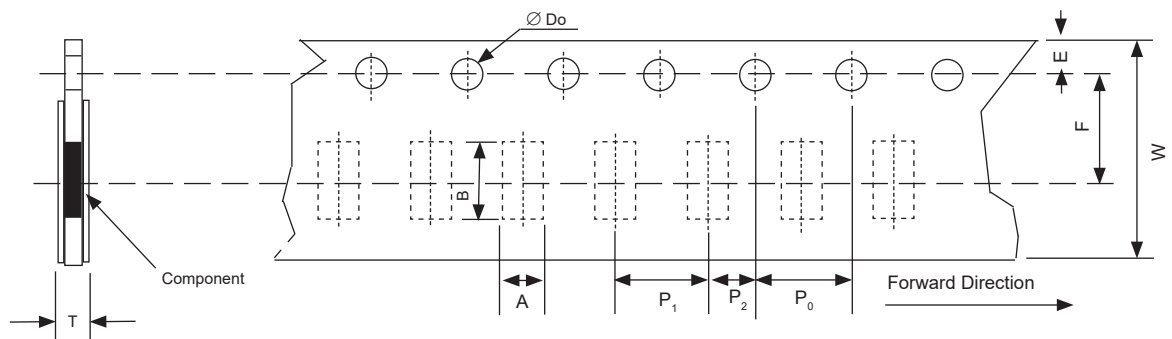 ∅ Do
E
F
W
B
Component
A
P₁
P₂
P₀
Forward Direction
T